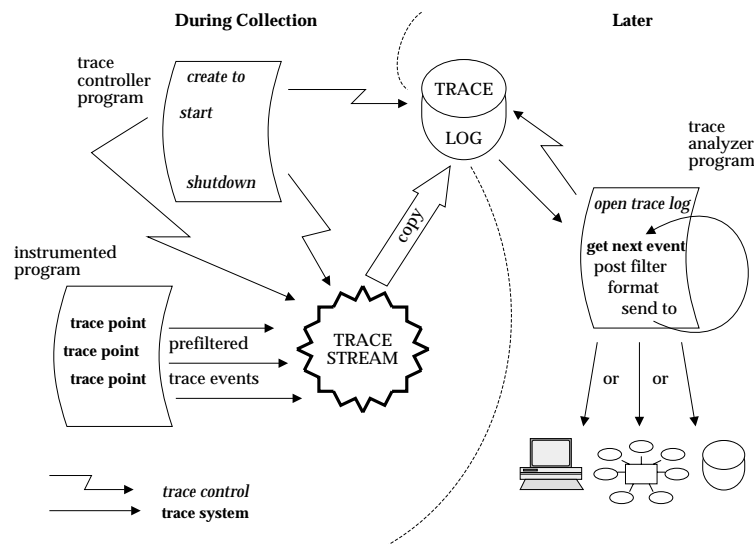 During Collection
Later
trace
controller
program
create to
start
shutdown
TRACE
LOG
trace
analyzer
program
open trace log
get next event
post filter
format
send to
copy
instrumented
program
trace point
trace point
trace point
prefiltered
trace events
TRACE
STREAM
or
or
trace control
trace system